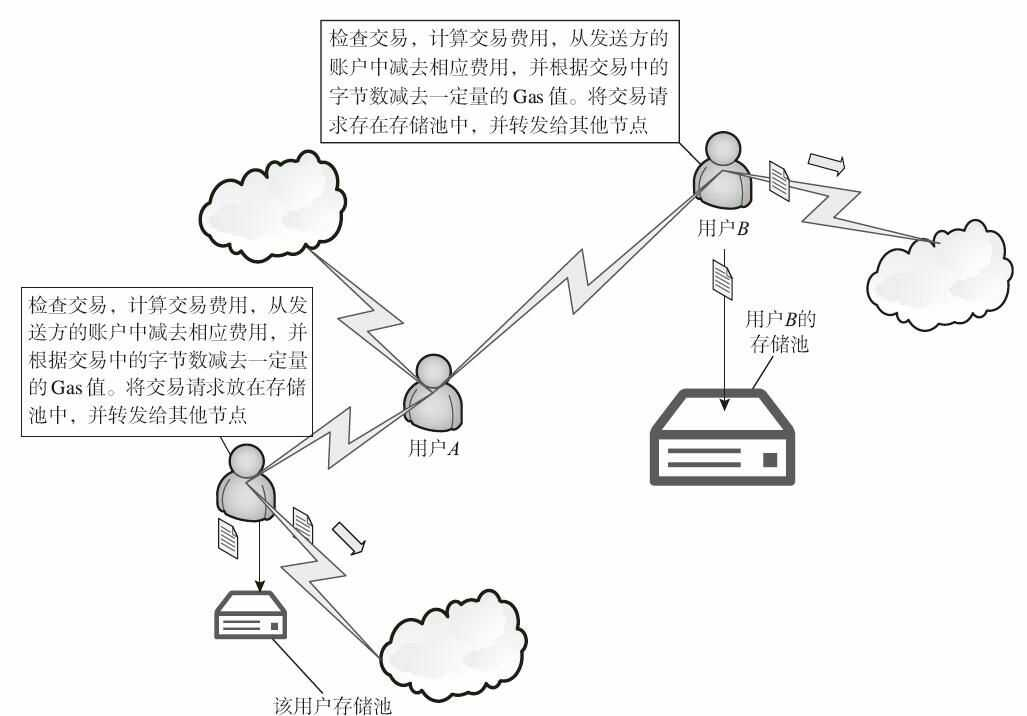 检查交易，计算交易费用，从发送方的
账户中减去相应费用，并根据交易中的
字节数减去一定量的 Gas 值。将交易请
求存在存储池中，并转发给其他节点
用户B
用户B的
存储池
检查交易，计算交易费用，从发
送方的账户中减去相应费用，并
根据交易中的字节数减去一定量
的 Gas 值。将交易请求放在存储
池中，并转发给其他节点
用户A
该用户存储池